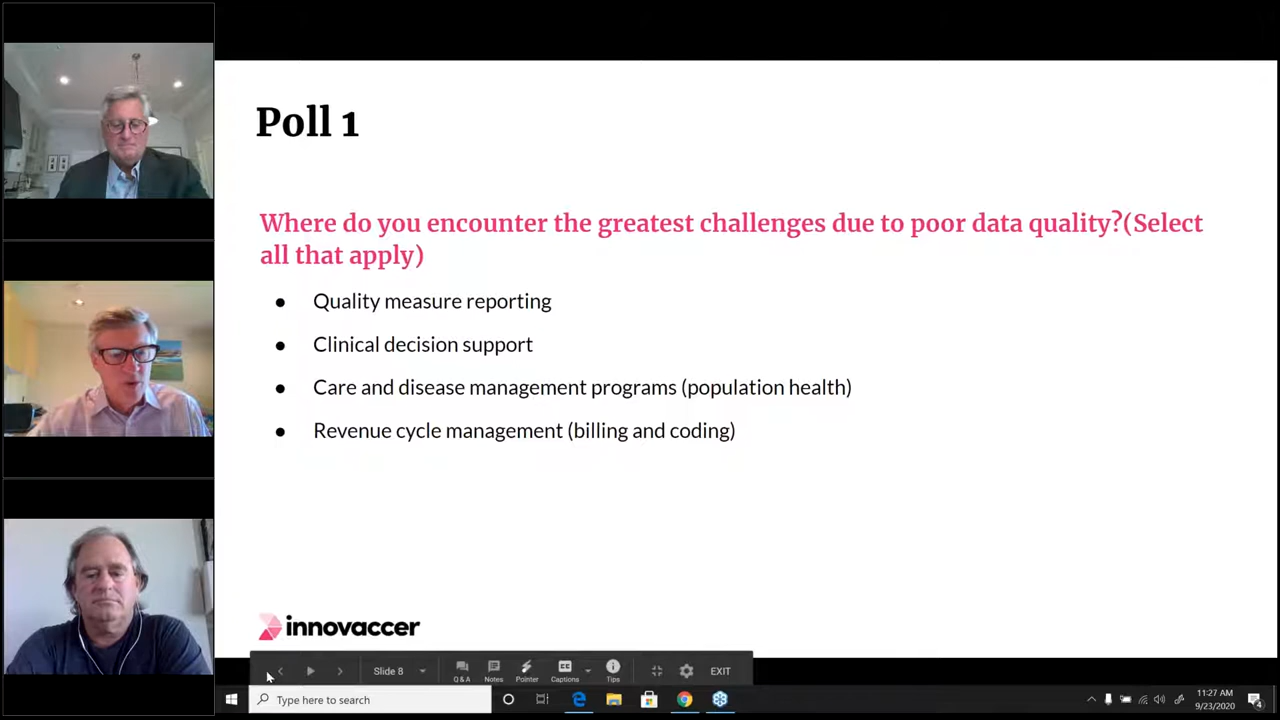 Poll 1
Where do you encounter the greatest challenges due to poor data quality?(Select
all that apply)
● Quality measure reporting
● Clinical decision support
● Care and disease management programs (population health)
● Revenue cycle management (billing and coding)
innovaccer
Slide 8
Q&A
Notes
Pointer
Captions
Tips
EXIT
Type here to search
11:27 AM
9/23/2020
4